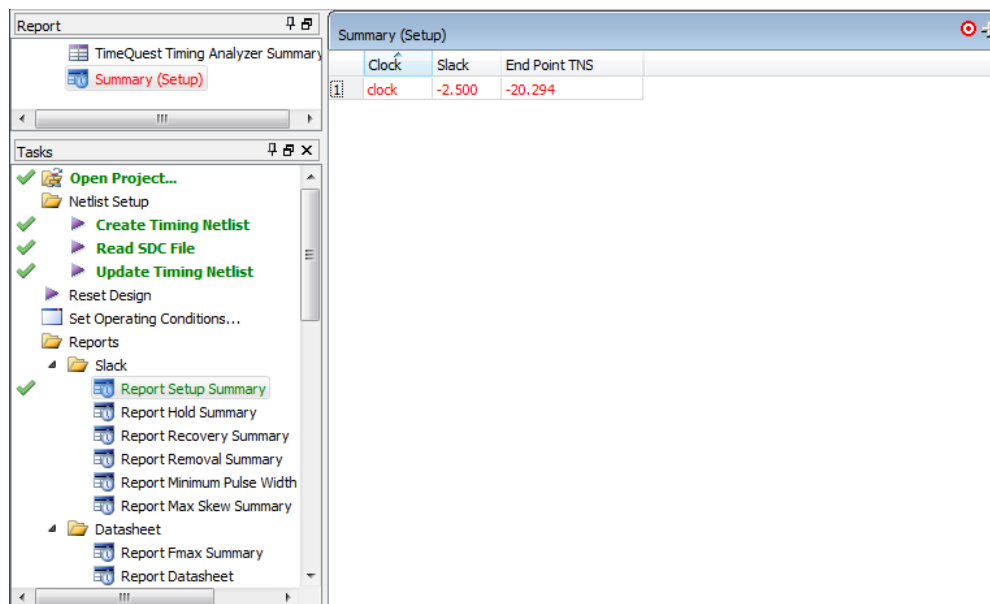 Report
TimeQuest Timing Analyzer Summary
Summary (Setup)
Tasks
Open Project...
Netlist Setup
Create Timing Netlist
Read SDC File
Update Timing Netlist
Reset Design
Set Operating Conditions...
Reports
Slack
Report Setup Summary
Report Hold Summary
Report Recovery Summary
Report Removal Summary
Report Minimum Pulse Width
Report Max Skew Summary
Datasheet
Report Fmax Summary
Report Datasheet
Summary (Setup)
Clock Slack End Point TNS
1 clock -2.500 -20.294